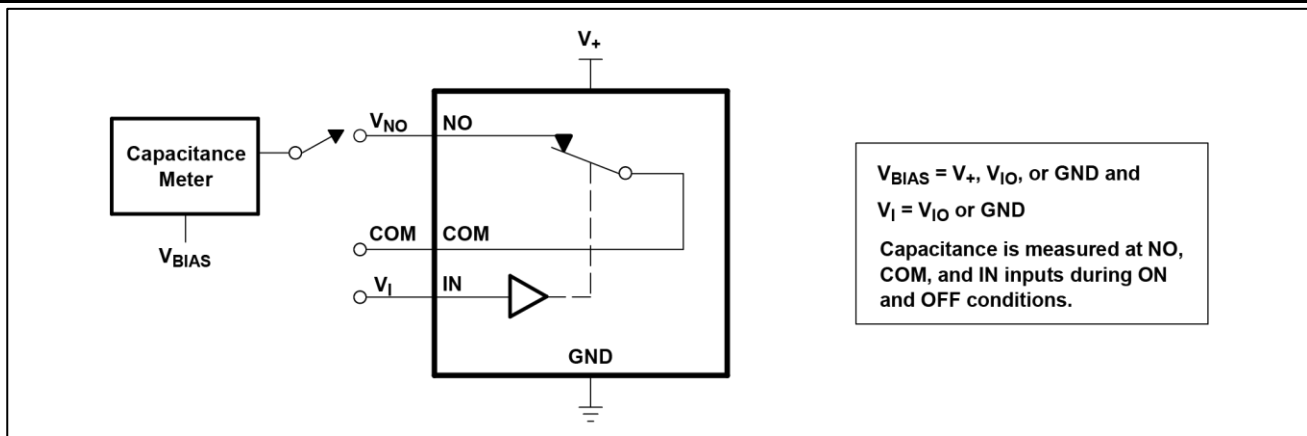 V+
Capacitance
Meter
VBIAS
VNO
NO
COM
COM
VI
IN
GND
VBIAS = V+, VIO, or GND and
VI = VIO or GND
Capacitance is measured at NO,
COM, and IN inputs during ON
and OFF conditions.